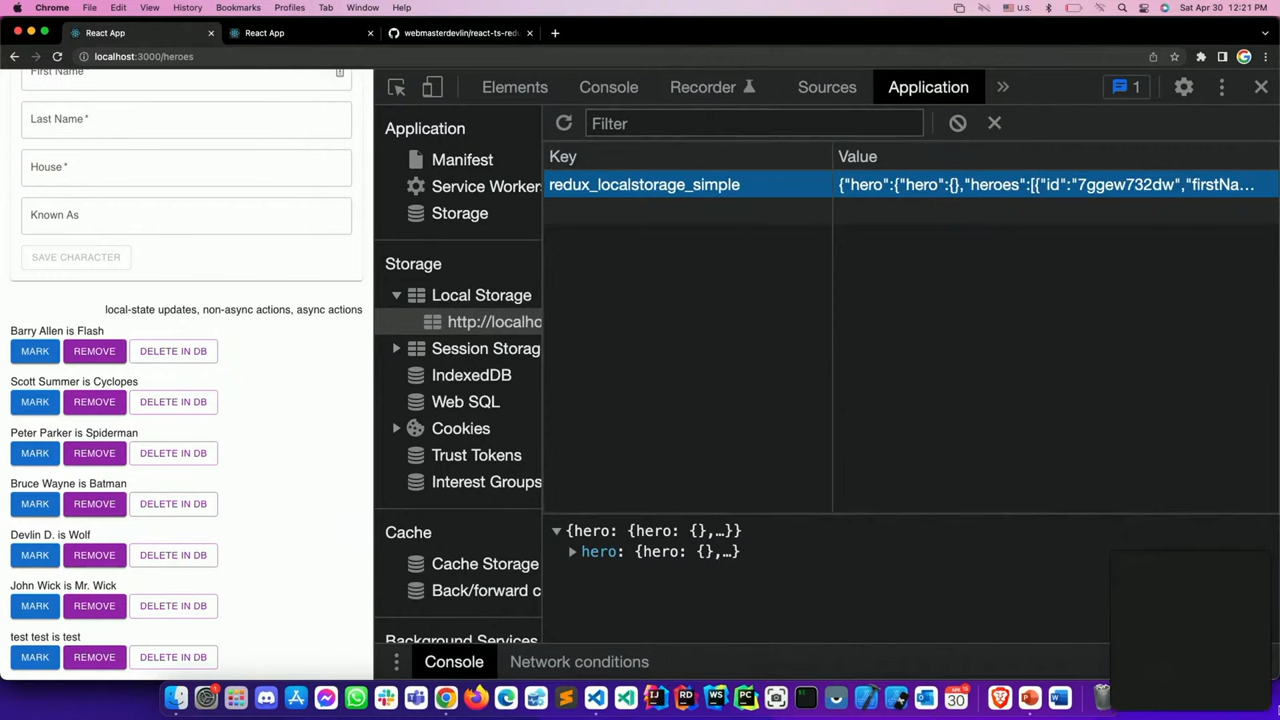 Chrome File Edit View History Bookmarks Profiles Tab Window Help U.S. Sat Apr 30 12:21 PM
React App
React App
webmasterdevlin/react-ts-redu
localhost:3000/heroes
First Name
Last Name *
House *
Known As
SAVE CHARACTER
local-state updates, non-async actions, async actions
Barry Allen is Flash
MARK REMOVE DELETE IN DB
Scott Summer is Cyclopes
MARK REMOVE DELETE IN DB
Peter Parker is Spiderman
MARK REMOVE DELETE IN DB
Bruce Wayne is Batman
MARK REMOVE DELETE IN DB
Devlin D. is Wolf
MARK REMOVE DELETE IN DB
John Wick is Mr. Wick
MARK REMOVE DELETE IN DB
test test is test
MARK REMOVE DELETE IN DB
Elements Console Recorder Sources Application 1
Application
Manifest
Service Workers
Storage
Storage
Local Storage
http://localho
Session Storag
IndexedDB
Web SQL
Cookies
Trust Tokens
Interest Groups
Cache
Cache Storage
Back/forward c
Background Services
Filter
Key Value
redux_localstorage_simple {"hero":{"hero":{},"heroes":[{"id":"7ggew732dw","firstNa…
{hero: {hero: {},…}}
hero: {hero: {},…}
Console Network conditions